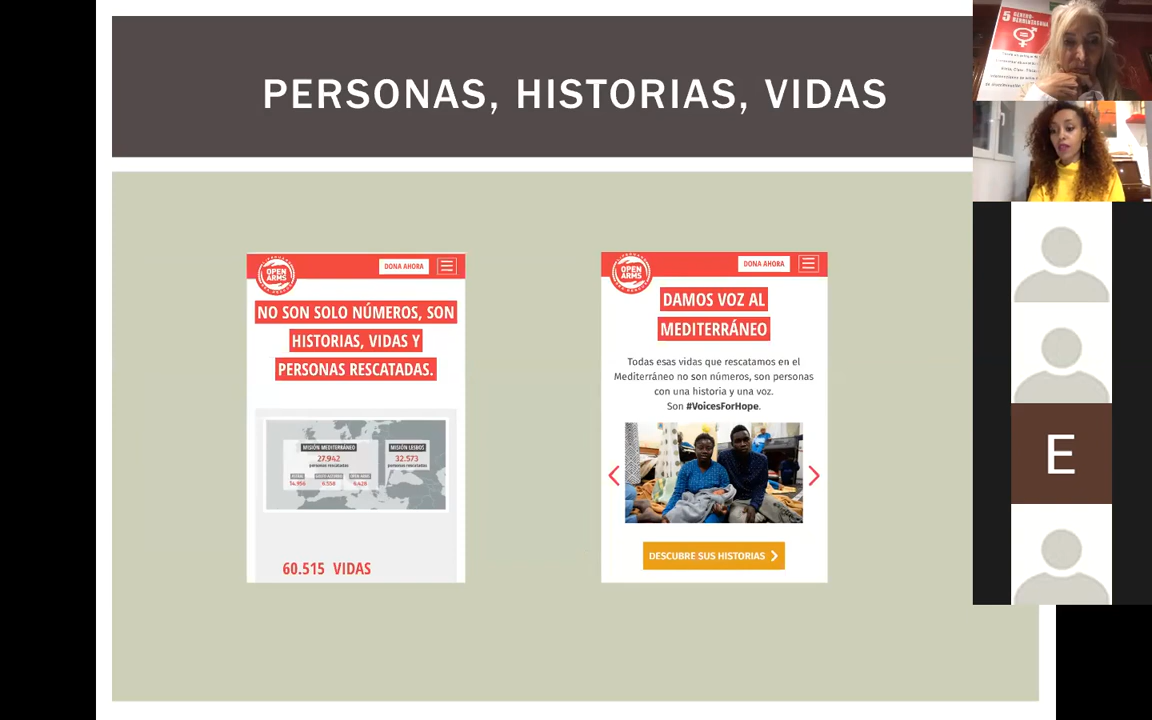 PERSONAS, HISTORIAS, VIDAS
OPEN
ARMS
DONA AHORA
NO SON SOLO NÚMEROS, SON
HISTORIAS, VIDAS Y
PERSONAS RESCATADAS.
MISIÓN MEDITERRÁNEO
27.942
personas rescatadas
MISIÓN LESBOS
32.573
personas rescatadas
60.515 VIDAS
OPEN
ARMS
DONA AHORA
DAMOS VOZ AL
MEDITERRÁNEO
Todas esas vidas que rescatamos en el
Mediterráneo no son números, son personas
con una historia y una voz.
Son #VoicesForHope.
DESCUBRE SUS HISTORIAS
5
E